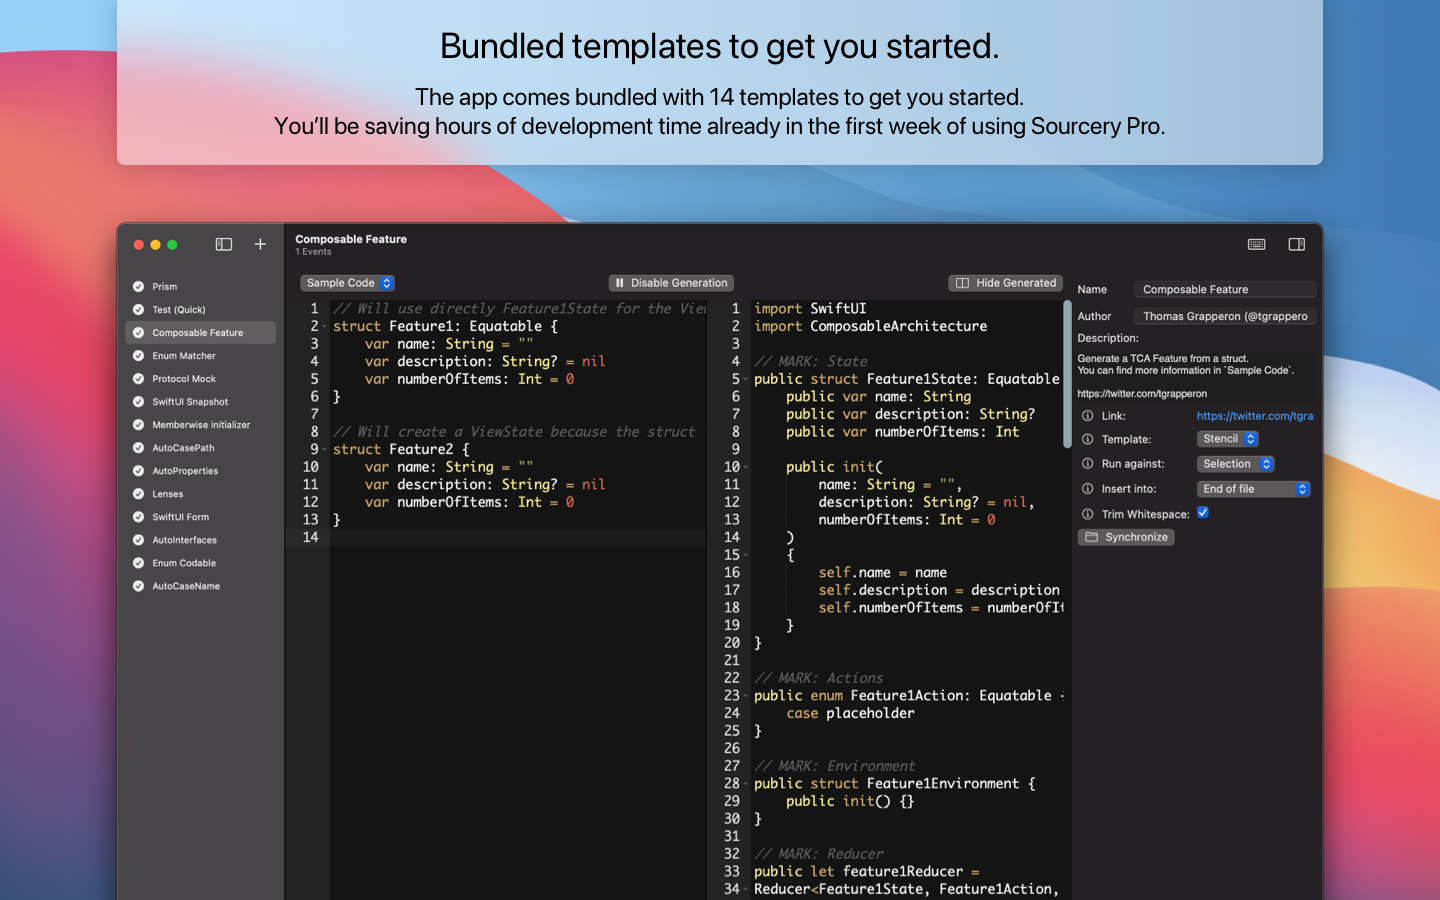 Bundled templates to get you started.
The app comes bundled with 14 templates to get you started.
You'll be saving hours of development time already in the first week of using Sourcery Pro.
Composable Feature
1 Events
Prism
Test (Quick)
Composable Feature
Enum Matcher
Protocol Mock
SwiftUI Snapshot
Memberwise initializer
AutoCasePath
AutoProperties
Lenses
SwiftUI Form
AutoInterfaces
Enum Codable
AutoCaseName
Sample Code
Disable Generation
Hide Generated
1 // Will use directly Feature1State for the Vie
2 struct Feature1: Equatable {
3     var name: String = ""
4     var description: String? = nil
5     var numberOfItems: Int = 0
6 }
7
8 // Will create a ViewState because the struct
9 struct Feature2 {
10     var name: String = ""
11     var description: String? = nil
12     var numberOfItems: Int = 0
13 }
14
1 import SwiftUI
2 import ComposableArchitecture
3
4 // MARK: State
5 public struct Feature1State: Equatable
6     public var name: String
7     public var description: String?
8     public var numberOfItems: Int
9
10     public init(
11         name: String = "",
12         description: String? = nil,
13         numberOfItems: Int = 0
14     )
15     {
16         self.name = name
17         self.description = description
18         self.numberOfItems = numberOfIt
19     }
20 }
21
22 // MARK: Actions
23 public enum Feature1Action: Equatable {
24     case placeholder
25 }
26
27 // MARK: Environment
28 public struct Feature1Environment {
29     public init() {}
30 }
31
32 // MARK: Reducer
33 public let feature1Reducer =
34 Reducer<Feature1State, Feature1Action,
Name Composable Feature
Author Thomas Grapperon (@tgrappero
Description:
Generate a TCA Feature from a struct.
You can find more information in `Sample Code`.
https://twitter.com/tgrapperon
Link: https://twitter.com/tgra
Template: Stencil
Run against: Selection
Insert into: End of file
Trim Whitespace:
Synchronize